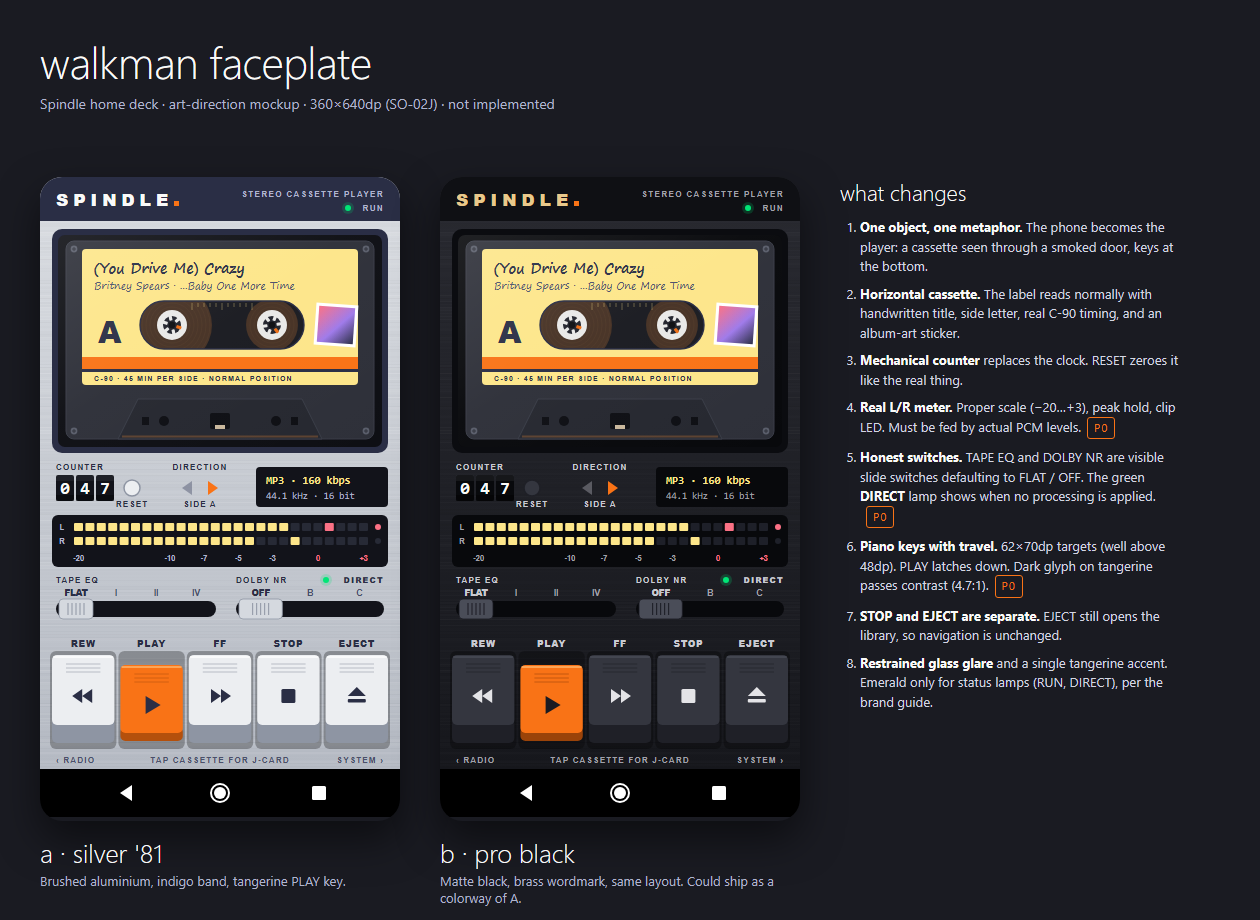 walkman faceplate
Spindle home deck · art-direction mockup · 360×640dp (SO-02J) · not implemented
SPINDLE.
STEREO CASSETTE PLAYER
RUN
(You Drive Me) Crazy
Britney Spears · ...Baby One More Time
A
C-90 · 45 MIN PER SIDE · NORMAL POSITION
COUNTER
DIRECTION
047
RESET
SIDE A
MP3 · 160 kbps
44.1 kHz · 16 bit
L
R
-20 -10 -7 -5 -3 0 +3
TAPE EQ
DOLBY NR
DIRECT
FLAT I II IV
OFF B C
REW PLAY FF STOP EJECT
‹ RADIO
TAP CASSETTE FOR J-CARD
SYSTEM ›
a · silver '81
Brushed aluminium, indigo band, tangerine PLAY key.
SPINDLE.
STEREO CASSETTE PLAYER
RUN
(You Drive Me) Crazy
Britney Spears · ...Baby One More Time
A
C-90 · 45 MIN PER SIDE · NORMAL POSITION
COUNTER
DIRECTION
047
RESET
SIDE A
MP3 · 160 kbps
44.1 kHz · 16 bit
L
R
-20 -10 -7 -5 -3 0 +3
TAPE EQ
DOLBY NR
DIRECT
FLAT I II IV
OFF B C
REW PLAY FF STOP EJECT
‹ RADIO
TAP CASSETTE FOR J-CARD
SYSTEM ›
b · pro black
Matte black, brass wordmark, same layout. Could ship as a
colorway of A.
what changes
1. One object, one metaphor. The phone becomes the
player: a cassette seen through a smoked door, keys at
the bottom.
2. Horizontal cassette. The label reads normally with
handwritten title, side letter, real C-90 timing, and an
album-art sticker.
3. Mechanical counter replaces the clock. RESET zeroes it
like the real thing.
4. Real L/R meter. Proper scale (−20…+3), peak hold, clip
LED. Must be fed by actual PCM levels. P0
5. Honest switches. TAPE EQ and DOLBY NR are visible
slide switches defaulting to FLAT / OFF. The green
DIRECT lamp shows when no processing is applied.
P0
6. Piano keys with travel. 62×70dp targets (well above
48dp). PLAY latches down. Dark glyph on tangerine
passes contrast (4.7:1). P0
7. STOP and EJECT are separate. EJECT still opens the
library, so navigation is unchanged.
8. Restrained glass glare and a single tangerine accent.
Emerald only for status lamps (RUN, DIRECT), per the
brand guide.